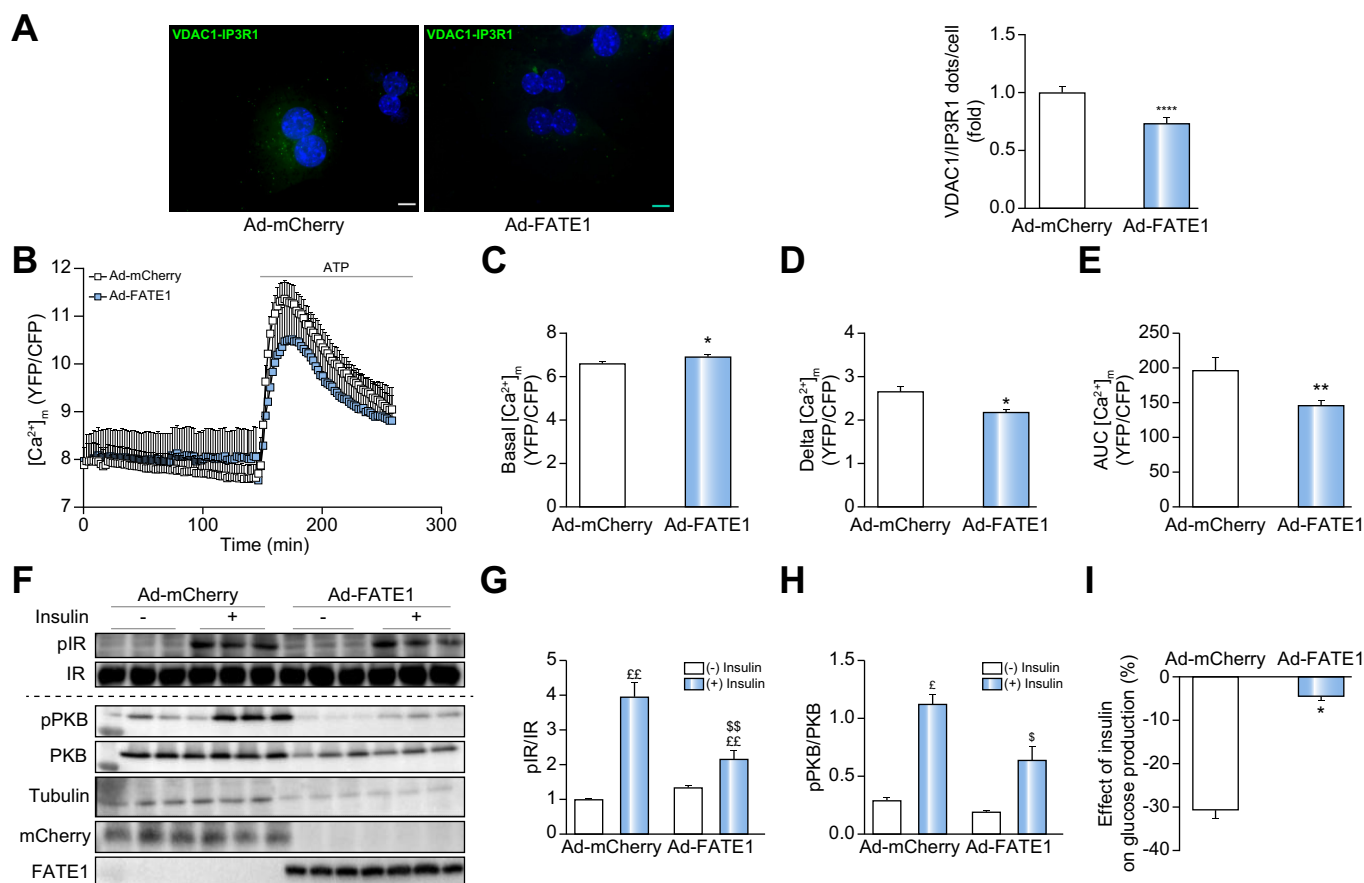 A
VDAC1-IP3R1
VDAC1-IP3R1
Ad-mCherry
Ad-FATE1
VDAC1/IP3R1 dots/cell
(fold)
1.5
1.0
0.5
0.0
****
Ad-mCherry
Ad-FATE1
B
[Ca²⁺]ₘ (YFP/CFP)
12
11
10
9
8
7
Ad-mCherry
Ad-FATE1
ATP
0
100
200
300
Time (min)
C
Basal [Ca²⁺]ₘ
(YFP/CFP)
8
6
4
2
0
*
Ad-mCherry
Ad-FATE1
D
Delta [Ca²⁺]ₘ
(YFP/CFP)
4
3
2
1
0
*
Ad-mCherry
Ad-FATE1
E
AUC [Ca²⁺]ₘ
(YFP/CFP)
250
200
150
100
50
0
**
Ad-mCherry
Ad-FATE1
F
Ad-mCherry
Ad-FATE1
Insulin
-
+
-
+
pIR
IR
pPKB
PKB
Tubulin
mCherry
FATE1
G
pIR/IR
5
4
3
2
1
0
(-) Insulin
(+) Insulin
££
$$
££
Ad-mCherry
Ad-FATE1
H
pPKB/PKB
1.5
1.0
0.5
0.0
(-) Insulin
(+) Insulin
£
$
Ad-mCherry
Ad-FATE1
I
Ad-mCherry
Ad-FATE1
Effect of insulin
on glucose production (%)
0
-10
-20
-30
-40
*